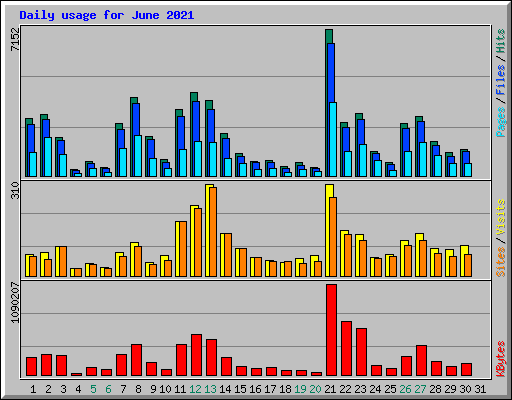 Daily usage for June 2021
7152
Pages / Files / Hits
340
Sites / Visits
1090207
KBytes
1 2 3 4 5 6 7 8 9 10 11 12 13 14 15 16 17 18 19 20 21 22 23 24 25 26 27 28 29 30 31